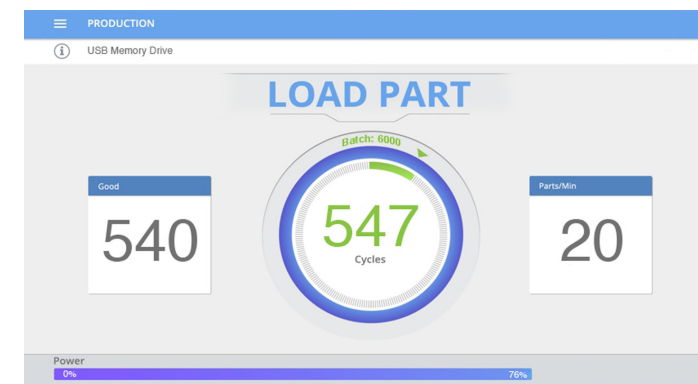 PRODUCTION
USB Memory Drive
LOAD PART
Batch: 6000
Good
540
547
Cycles
Parts/Min
20
Power
0%
76%